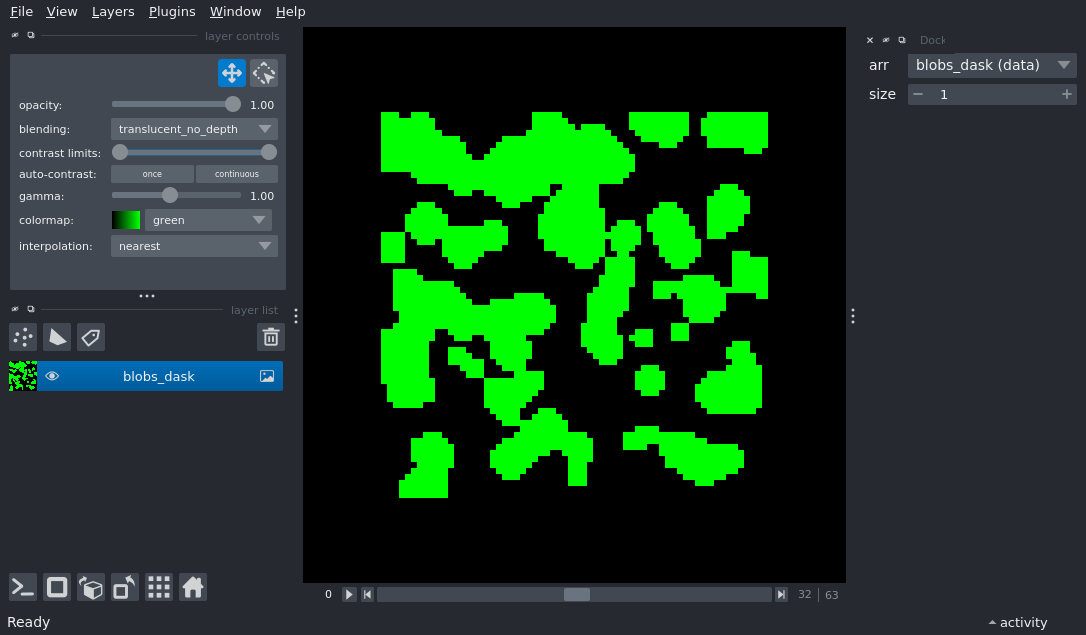 File View Layers Plugins Window Help
layer controls
opacity: 1.00
blending: translucent_no_depth
contrast limits:
auto-contrast: once continuous
gamma: 1.00
colormap: green
interpolation: nearest
layer list
blobs_dask
0 32 63
Dock
arr blobs_dask (data)
size 1
Ready
activity